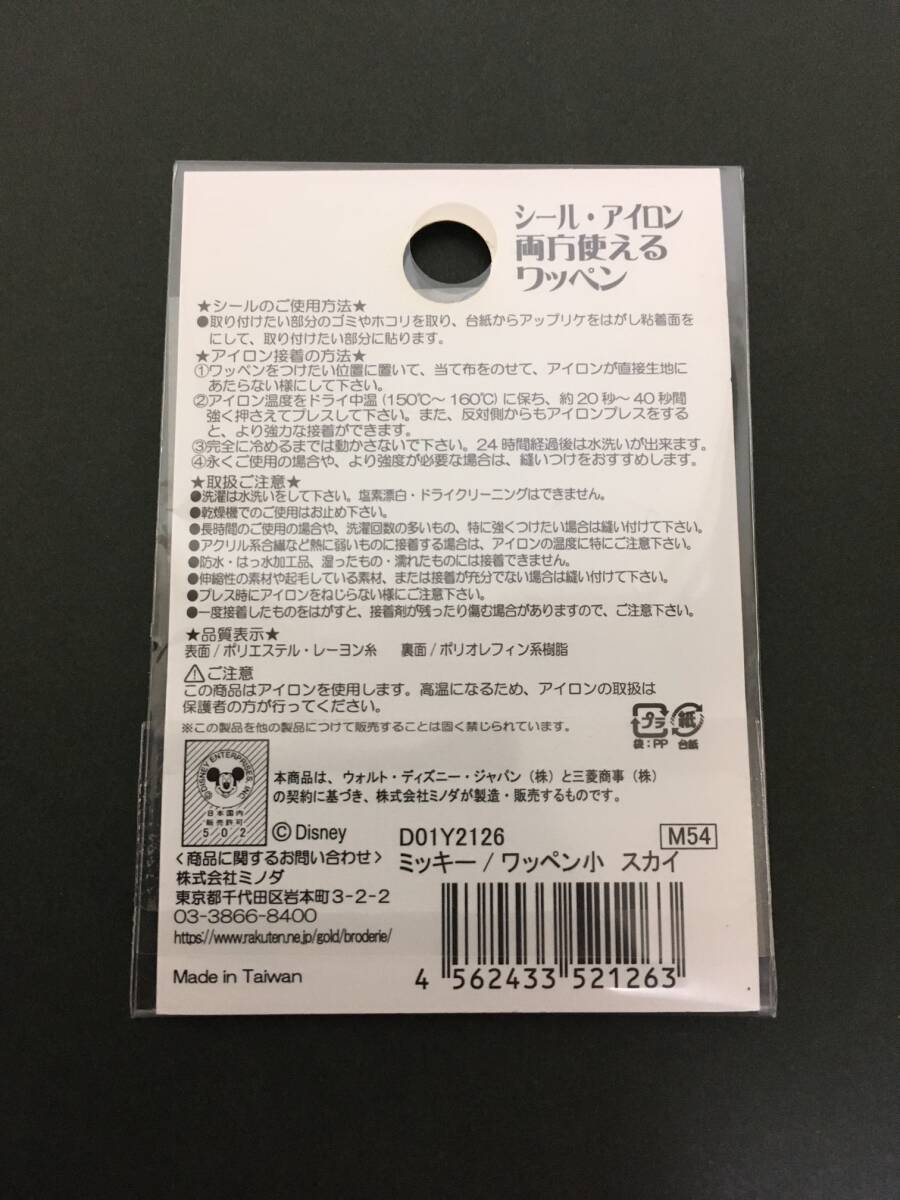 シール・アイロン
両方使える
ワッペン
★シールのご使用方法★
●取り付けたい部分のゴミやホコリを取り、台紙からアップリケをはがし粘着面を
にして、取り付けたい部分に貼ります。
★アイロン接着の方法★
①ワッペンをつけたい位置に置いて、当て布をのせて、アイロンが直接生地に
あたらない様にして下さい。
②アイロン温度をドライ中温(150℃〜160℃)に保ち、約20秒〜40秒間
強く押さえてプレスして下さい。また、反対側からもアイロンプレスをする
と、より強力な接着ができます。
③完全に冷めるまでは動かさないで下さい。24時間経過後は水洗いが出来ます。
④永くご使用の場合や、より強度が必要な場合は、縫いつけをおすすめします。
★取扱ご注意★
●洗濯は水洗いをして下さい。塩素漂白・ドライクリーニングはできません。
●乾燥機でのご使用はお止め下さい。
●長時間のご使用の場合や、洗濯回数の多いもの、特に強くつけたい場合は縫い付けて下さい。
●アクリル系合繊など熱に弱いものに接着する場合は、アイロンの温度に特にご注意下さい。
●防水・はっ水加工品、湿ったもの・濡れたものには接着できません。
●伸縮性の素材や起毛している素材、または接着が充分でない場合は縫い付けて下さい。
●プレス時にアイロンをねじらない様にご注意下さい。
●一度接着したものをはがすと、接着剤が残ったり傷む場合がありますので、ご注意下さい。
★品質表示★
表面/ポリエステル・レーヨン糸 裏面/ポリオレフィン系樹脂
⚠ご注意
この商品はアイロンを使用します。高温になるため、アイロンの取扱は
保護者の方が行ってください。
※この製品を他の製品につけて販売することは固く禁じられています。
プラ 紙
袋:PP 台紙
©DISNEY ENTERPRISES, INC.
日本国内
販売許可
502
本商品は、ウォルト・ディズニー・ジャパン(株)と三菱商事(株)
の契約に基づき、株式会社ミノダが製造・販売するものです。
©Disney D01Y2126 M54
ミッキー/ワッペン小 スカイ
<商品に関するお問い合わせ>
株式会社ミノダ
東京都千代田区岩本町3-2-2
03-3866-8400
https://www.rakuten.ne.jp/gold/broderie/
Made in Taiwan
4 562433 521263